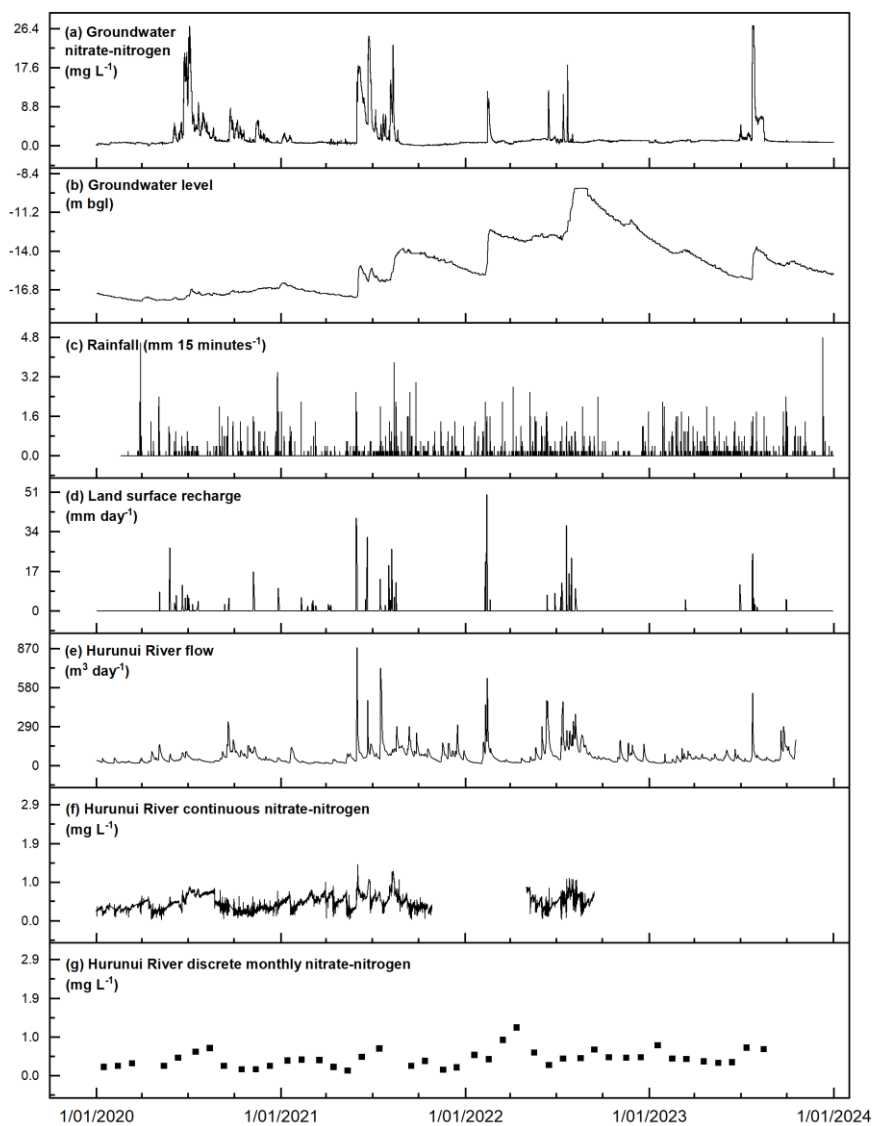 (a) Groundwater
nitrate-nitrogen
(mg L⁻¹)
26.4
17.6
8.8
0.0
(b) Groundwater level
(m bgl)
-8.4
-11.2
-14.0
-16.8
(c) Rainfall (mm 15 minutes⁻¹)
4.8
3.2
1.6
0.0
(d) Land surface recharge
(mm day⁻¹)
51
34
17
0
(e) Hurunui River flow
(m³ day⁻¹)
870
580
290
0
(f) Hurunui River continuous nitrate-nitrogen
(mg L⁻¹)
2.9
1.9
1.0
0.0
(g) Hurunui River discrete monthly nitrate-nitrogen
(mg L⁻¹)
2.9
1.9
1.0
0.0
1/01/2020 1/01/2021 1/01/2022 1/01/2023 1/01/2024